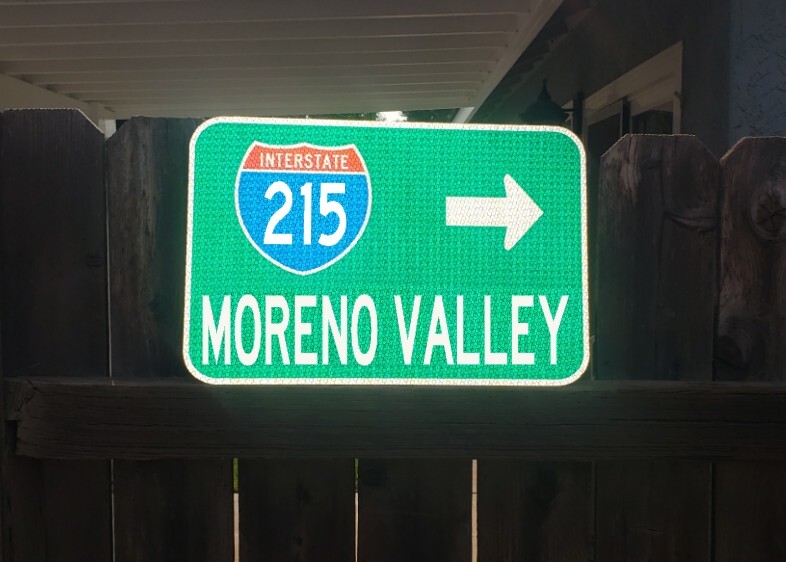 INTERSTATE
215
MORENO VALLEY